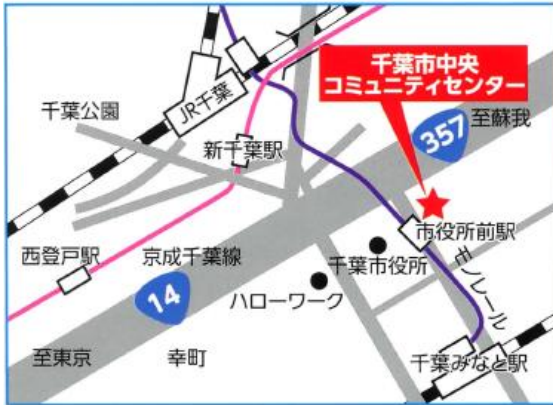 千葉市中央
コミュニティセンター
JR千葉
千葉公園
357
至蘇我
新千葉駅
市役所前駅
西登戸駅
京成千葉線
千葉市役所
モノレール
14
ハローワーク
至東京
幸町
千葉みなと駅